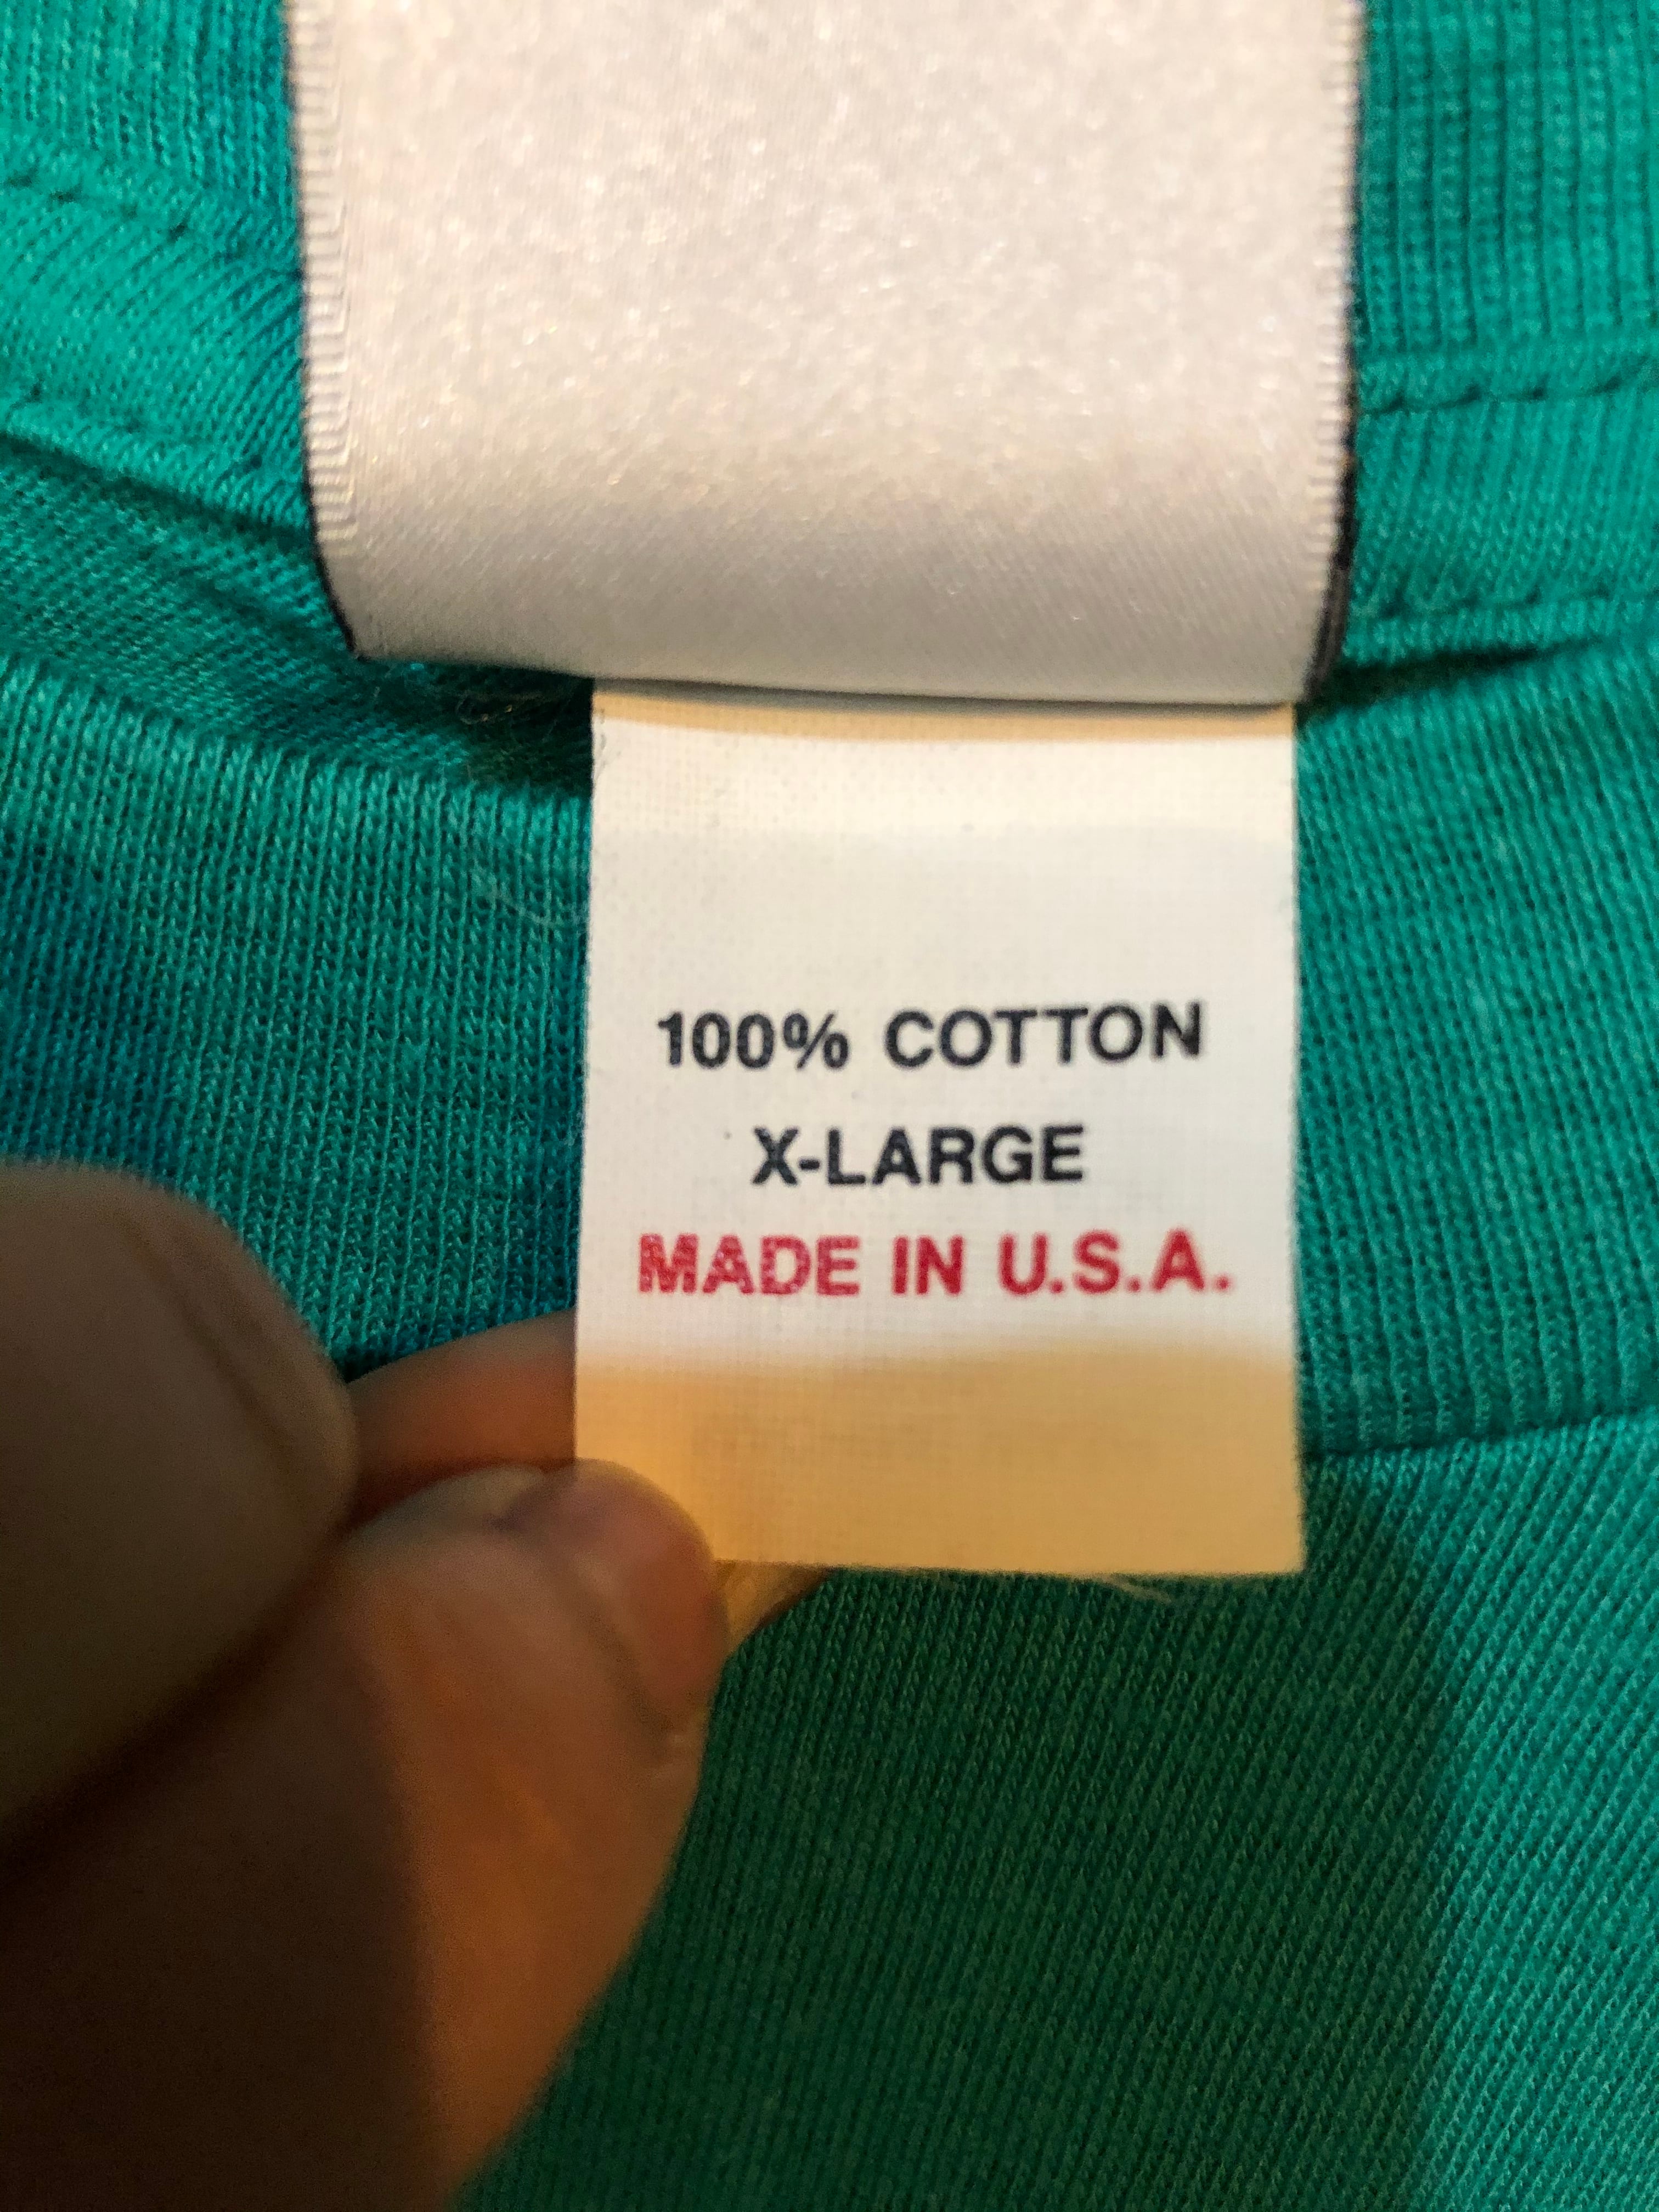 100% COTTON
X-LARGE
MADE IN U.S.A.